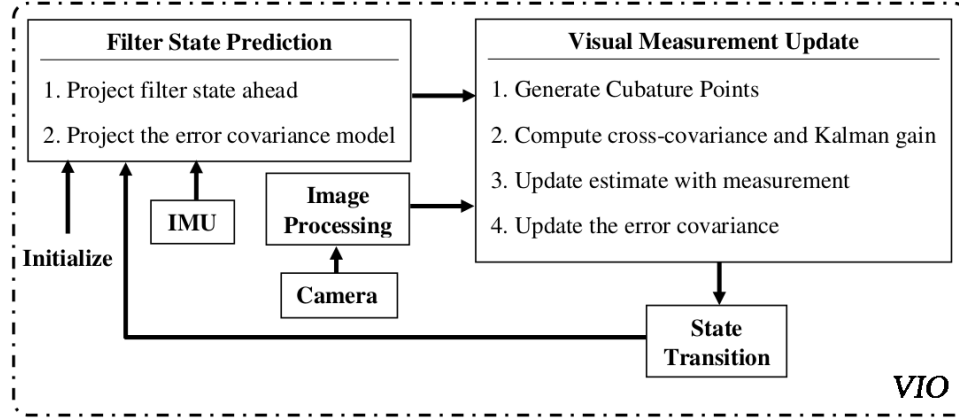 Filter State Prediction
1. Project filter state ahead
2. Project the error covariance model
Visual Measurement Update
1. Generate Cubature Points
2. Compute cross-covariance and Kalman gain
3. Update estimate with measurement
4. Update the error covariance
Image
Processing
IMU
Initialize
Camera
State
Transition
VIO